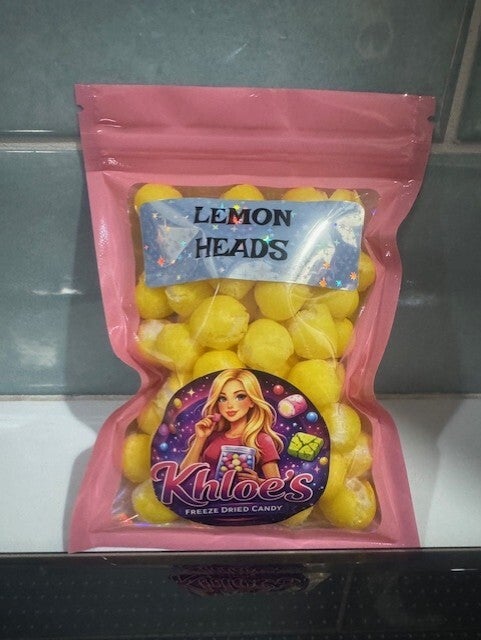 LEMON
HEADS
Khloe's
FREEZE DRIED CANDY